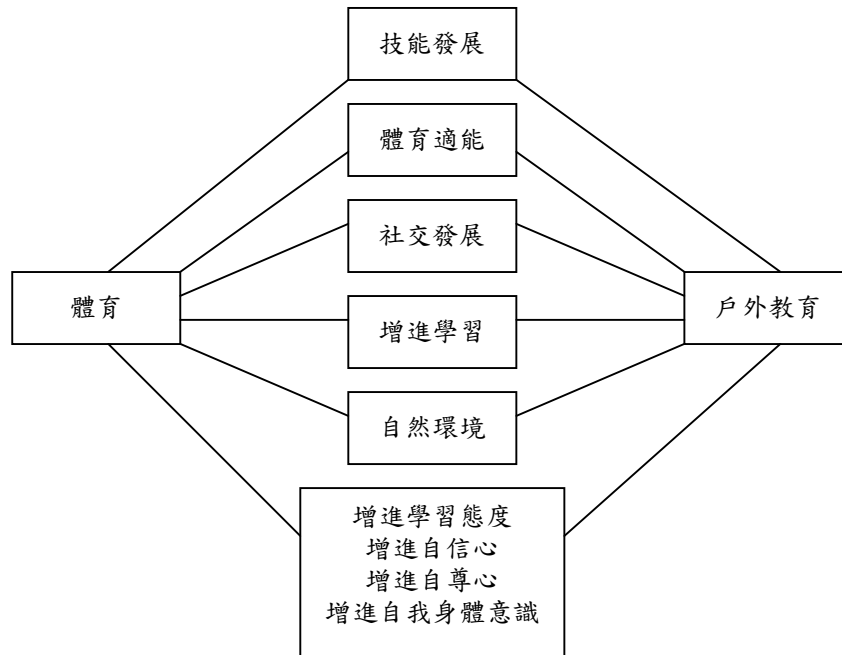 技能發展
體育適能
社交發展
體育
增進學習
戶外教育
自然環境
增進學習態度
增進自信心
增進自尊心
增進自我身體意識